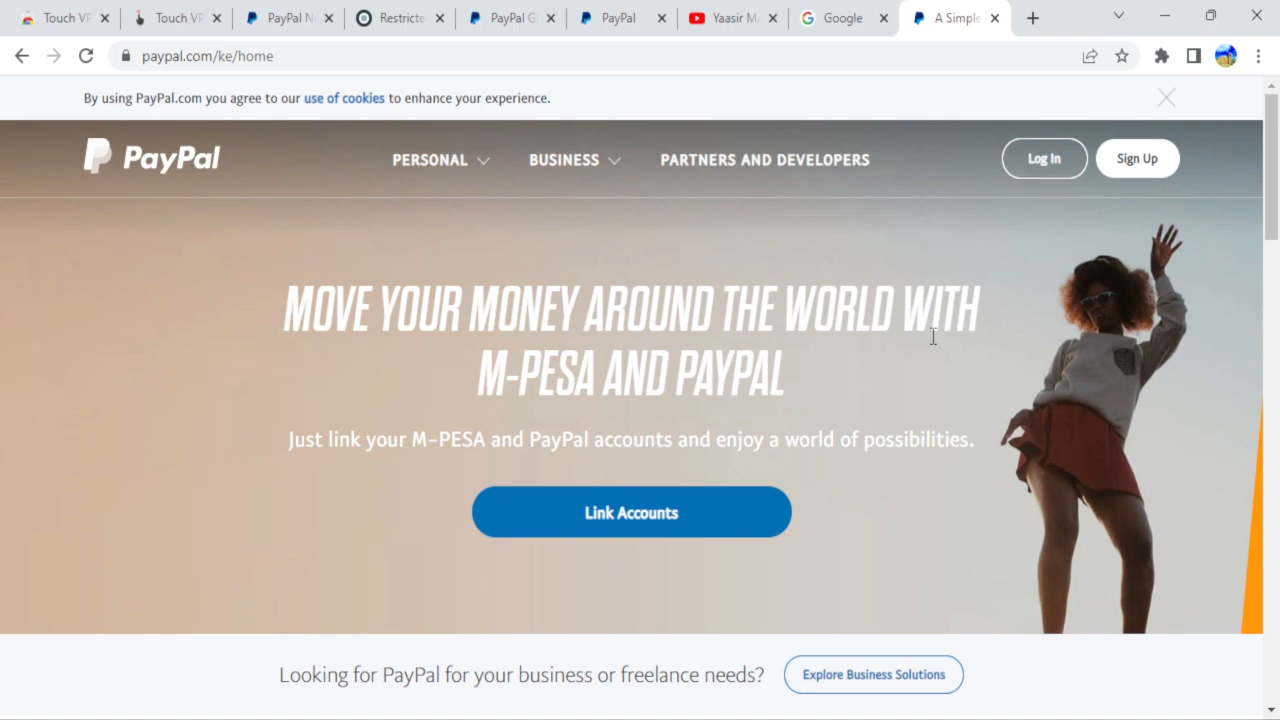 Touch VP
Touch VP
PayPal N
Restricte
PayPal G
PayPal
Yaasir M
Google
A Simple
paypal.com/ke/home
By using PayPal.com you agree to our use of cookies to enhance your experience.
PayPal
PERSONAL
BUSINESS
PARTNERS AND DEVELOPERS
Log In
Sign Up
MOVE YOUR MONEY AROUND THE WORLD WITH
M-PESA AND PAYPAL
Just link your M-PESA and PayPal accounts and enjoy a world of possibilities.
Link Accounts
Looking for PayPal for your business or freelance needs?
Explore Business Solutions